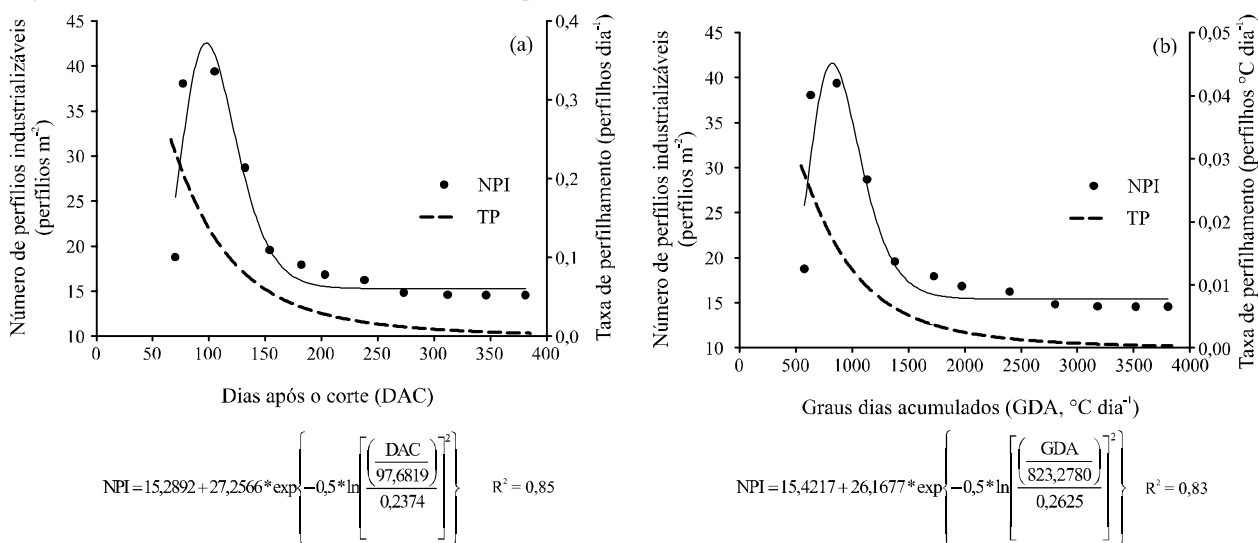 Número de perfílios industrializáveis
(perfílios m-2)
45
40
35
30
25
20
15
10
0
50
100
150
200
250
300
350
400
0,4
0,3
0,2
0,1
0,0
Taxa de perfilhamento (perfilhos dia-1)
(a)
NPI
TP
Dias após o corte (DAC)
NPI=15,2892+27,2566*exp{-0,5*ln[(DAC/97,6819)/0,2374]²} R² = 0,85
Número de perfílios industrializáveis
(perfílios m-2)
45
40
35
30
25
20
15
10
0
500
1000
1500
2000
2500
3000
3500
4000
0,05
0,04
0,03
0,02
0,01
0,00
Taxa de perfilhamento (perfilhos °C dia-1)
(b)
NPI
TP
Graus dias acumulados (GDA, °C dia-1)
NPI=15,4217+26,1677*exp{-0,5*ln[(GDA/823,2780)/0,2625]²} R² = 0,83